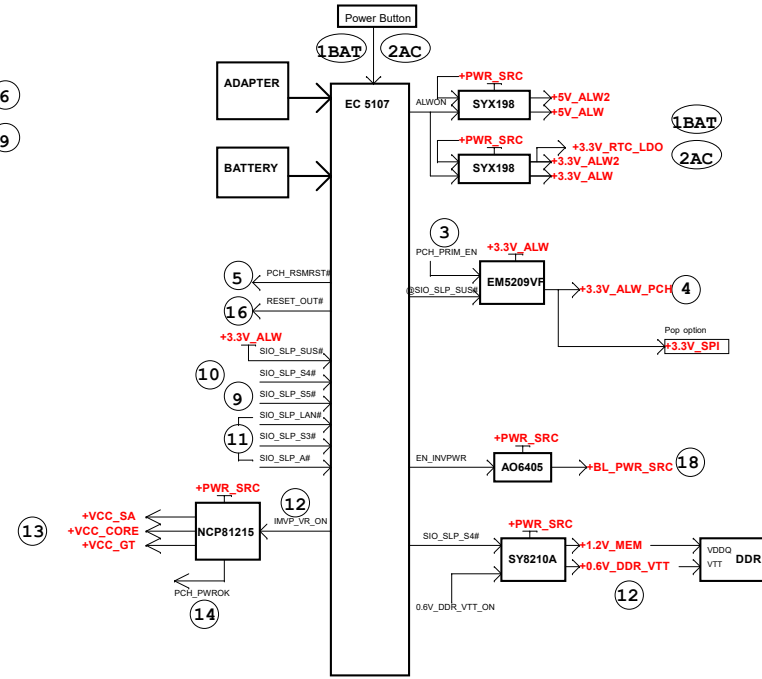 Power Button
1BAT
2AC
6
9
ADAPTER
BATTERY
EC 5107
ALWON
+PWR_SRC
SYX198
+5V_ALW2
+5V_ALW
+PWR_SRC
SYX198
+3.3V_RTC_LDO
+3.3V_ALW2
+3.3V_ALW
1BAT
2AC
3
PCH_PRIM_EN
+3.3V_ALW
@SIO_SLP_SUS#
EM5209VF
+3.3V_ALW_PCH
4
Pop option
+3.3V_SPI
5
PCH_RSMRST#
16
RESET_OUT#
+3.3V_ALW
SIO_SLP_SUS#
10
SIO_SLP_S4#
9
SIO_SLP_S5#
SIO_SLP_LAN#
11
SIO_SLP_S3#
SIO_SLP_A#
EN_INVPWR
+PWR_SRC
AO6405
+BL_PWR_SRC
18
+PWR_SRC
12
IMVP_VR_ON
NCP81215
13
+VCC_SA
+VCC_CORE
+VCC_GT
PCH_PWROK
14
SIO_SLP_S4#
+PWR_SRC
SY8210A
0.6V_DDR_VTT_ON
+1.2V_MEM
+0.6V_DDR_VTT
12
VDDQ
VTT
DDR